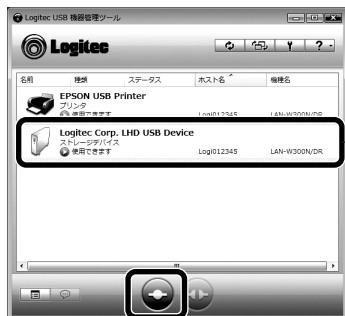 Logitec USB 機器管理ツール
Logitec
?
名前 種類 ステータス ホスト名 機種名
EPSON USB Printer
プリンタ
使用できます Logi012345 LAN-W300N/DR
Logitec Corp. LHD USB Device
ストレージデバイス
使用できます Logi012345 LAN-W300N/DR